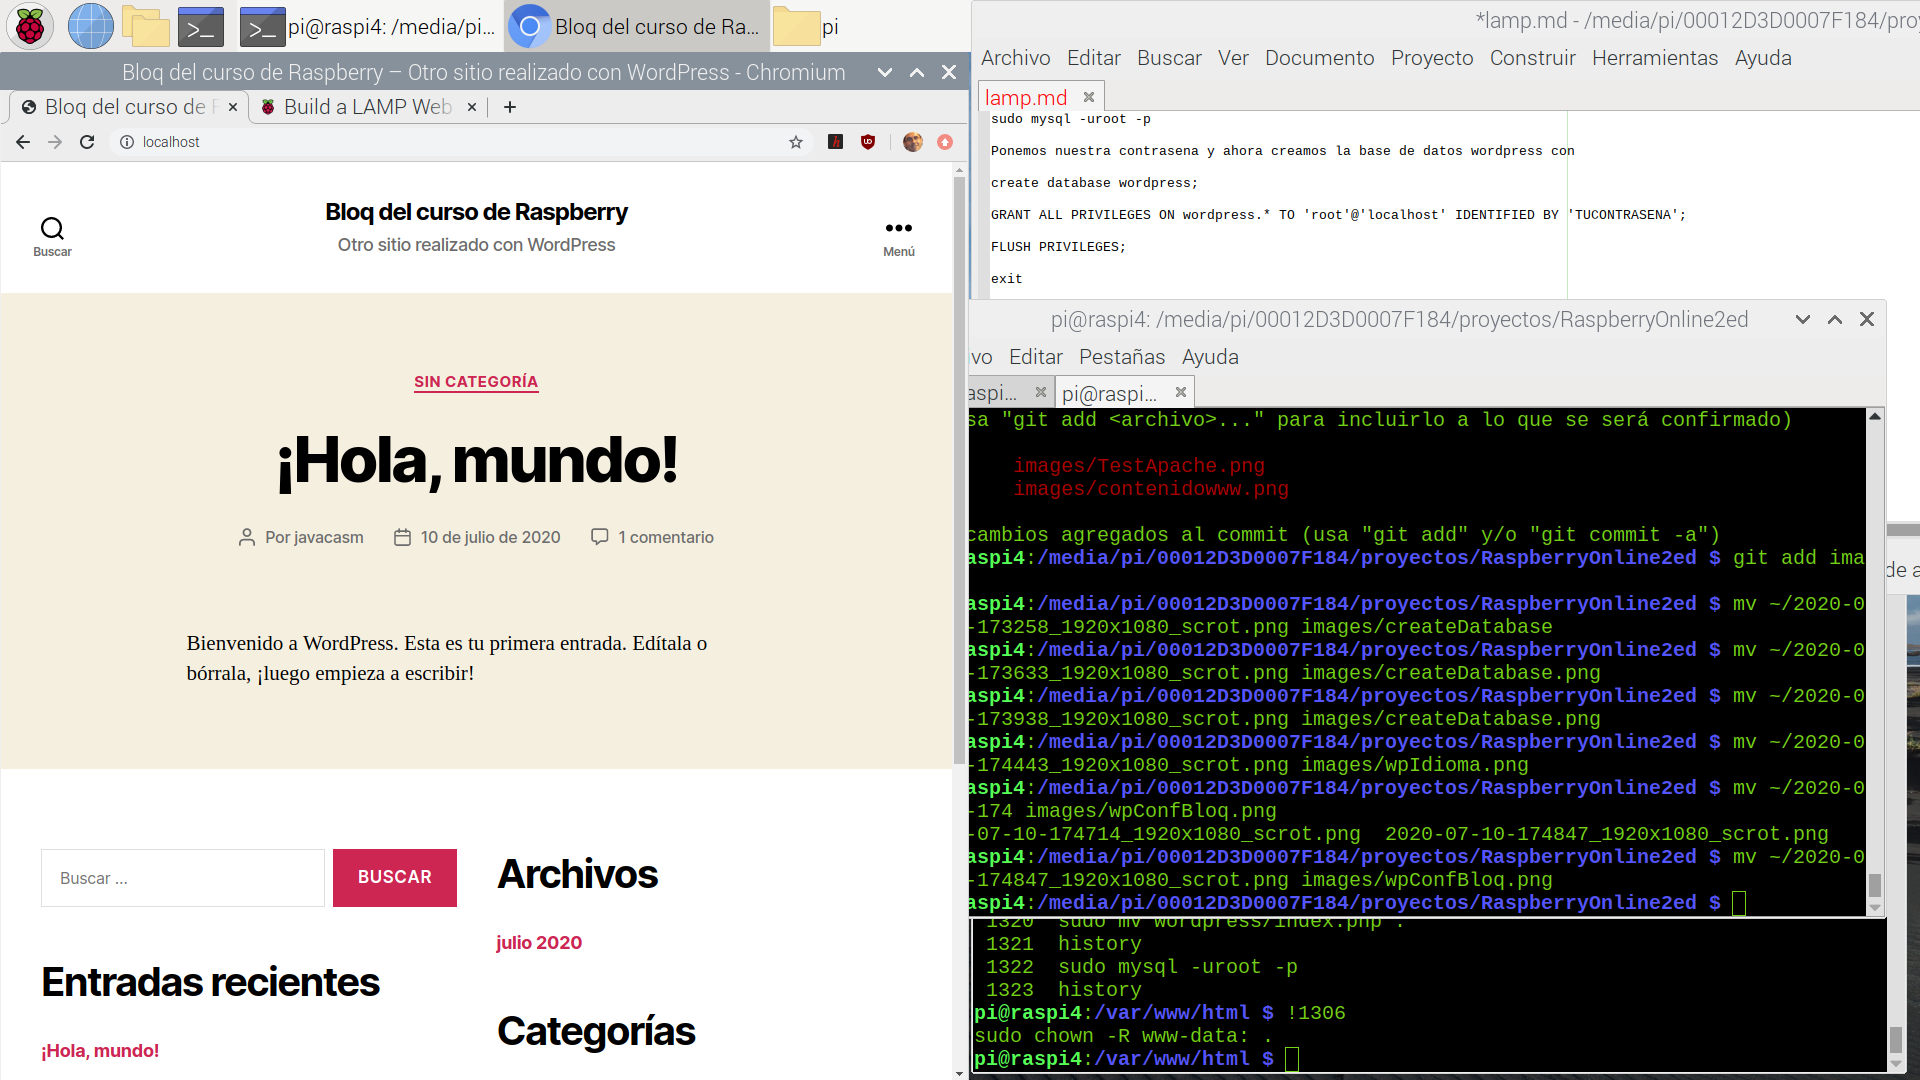 pi@raspi4: /media/pi...
Bloq del curso de Ra...
pi
Bloq del curso de Raspberry – Otro sitio realizado con WordPress - Chromium
Bloq del curso de
Build a LAMP Web
localhost
Buscar
Bloq del curso de Raspberry
Otro sitio realizado con WordPress
Menú
SIN CATEGORÍA
¡Hola, mundo!
Por javacasm
10 de julio de 2020
1 comentario
Bienvenido a WordPress. Esta es tu primera entrada. Edítala o
bórrala, ¡luego empieza a escribir!
Buscar ...
BUSCAR
Entradas recientes
¡Hola, mundo!
Archivos
julio 2020
Categorías
*lamp.md - /media/pi/00012D3D0007F184/proy
Archivo Editar Buscar Ver Documento Proyecto Construir Herramientas Ayuda
lamp.md
sudo mysql -uroot -p
Ponemos nuestra contrasena y ahora creamos la base de datos wordpress con
create database wordpress;
GRANT ALL PRIVILEGES ON wordpress.* TO 'root'@'localhost' IDENTIFIED BY 'TUCONTRASENA';
FLUSH PRIVILEGES;
exit
pi@raspi4: /media/pi/00012D3D0007F184/proyectos/RaspberryOnline2ed
vo Editar Pestañas Ayuda
aspi...
pi@raspi...
sa "git add <archivo>..." para incluirlo a lo que se será confirmado)
images/TestApache.png
images/contenidowww.png
cambios agregados al commit (usa "git add" y/o "git commit -a")
aspi4:/media/pi/00012D3D0007F184/proyectos/RaspberryOnline2ed $ git add ima
aspi4:/media/pi/00012D3D0007F184/proyectos/RaspberryOnline2ed $ mv ~/2020-0
-173258_1920x1080_scrot.png images/createDatabase
aspi4:/media/pi/00012D3D0007F184/proyectos/RaspberryOnline2ed $ mv ~/2020-0
-173633_1920x1080_scrot.png images/createDatabase.png
aspi4:/media/pi/00012D3D0007F184/proyectos/RaspberryOnline2ed $ mv ~/2020-0
-173938_1920x1080_scrot.png images/createDatabase.png
aspi4:/media/pi/00012D3D0007F184/proyectos/RaspberryOnline2ed $ mv ~/2020-0
-174443_1920x1080_scrot.png images/wpIdioma.png
aspi4:/media/pi/00012D3D0007F184/proyectos/RaspberryOnline2ed $ mv ~/2020-0
-174 images/wpConfBloq.png
-07-10-174714_1920x1080_scrot.png 2020-07-10-174847_1920x1080_scrot.png
aspi4:/media/pi/00012D3D0007F184/proyectos/RaspberryOnline2ed $ mv ~/2020-0
-174847_1920x1080_scrot.png images/wpConfBloq.png
aspi4:/media/pi/00012D3D0007F184/proyectos/RaspberryOnline2ed $
de a
1320 sudo mv wordpress/index.php .
1321 history
1322 sudo mysql -uroot -p
1323 history
pi@raspi4:/var/www/html $ !1306
sudo chown -R www-data: .
pi@raspi4:/var/www/html $